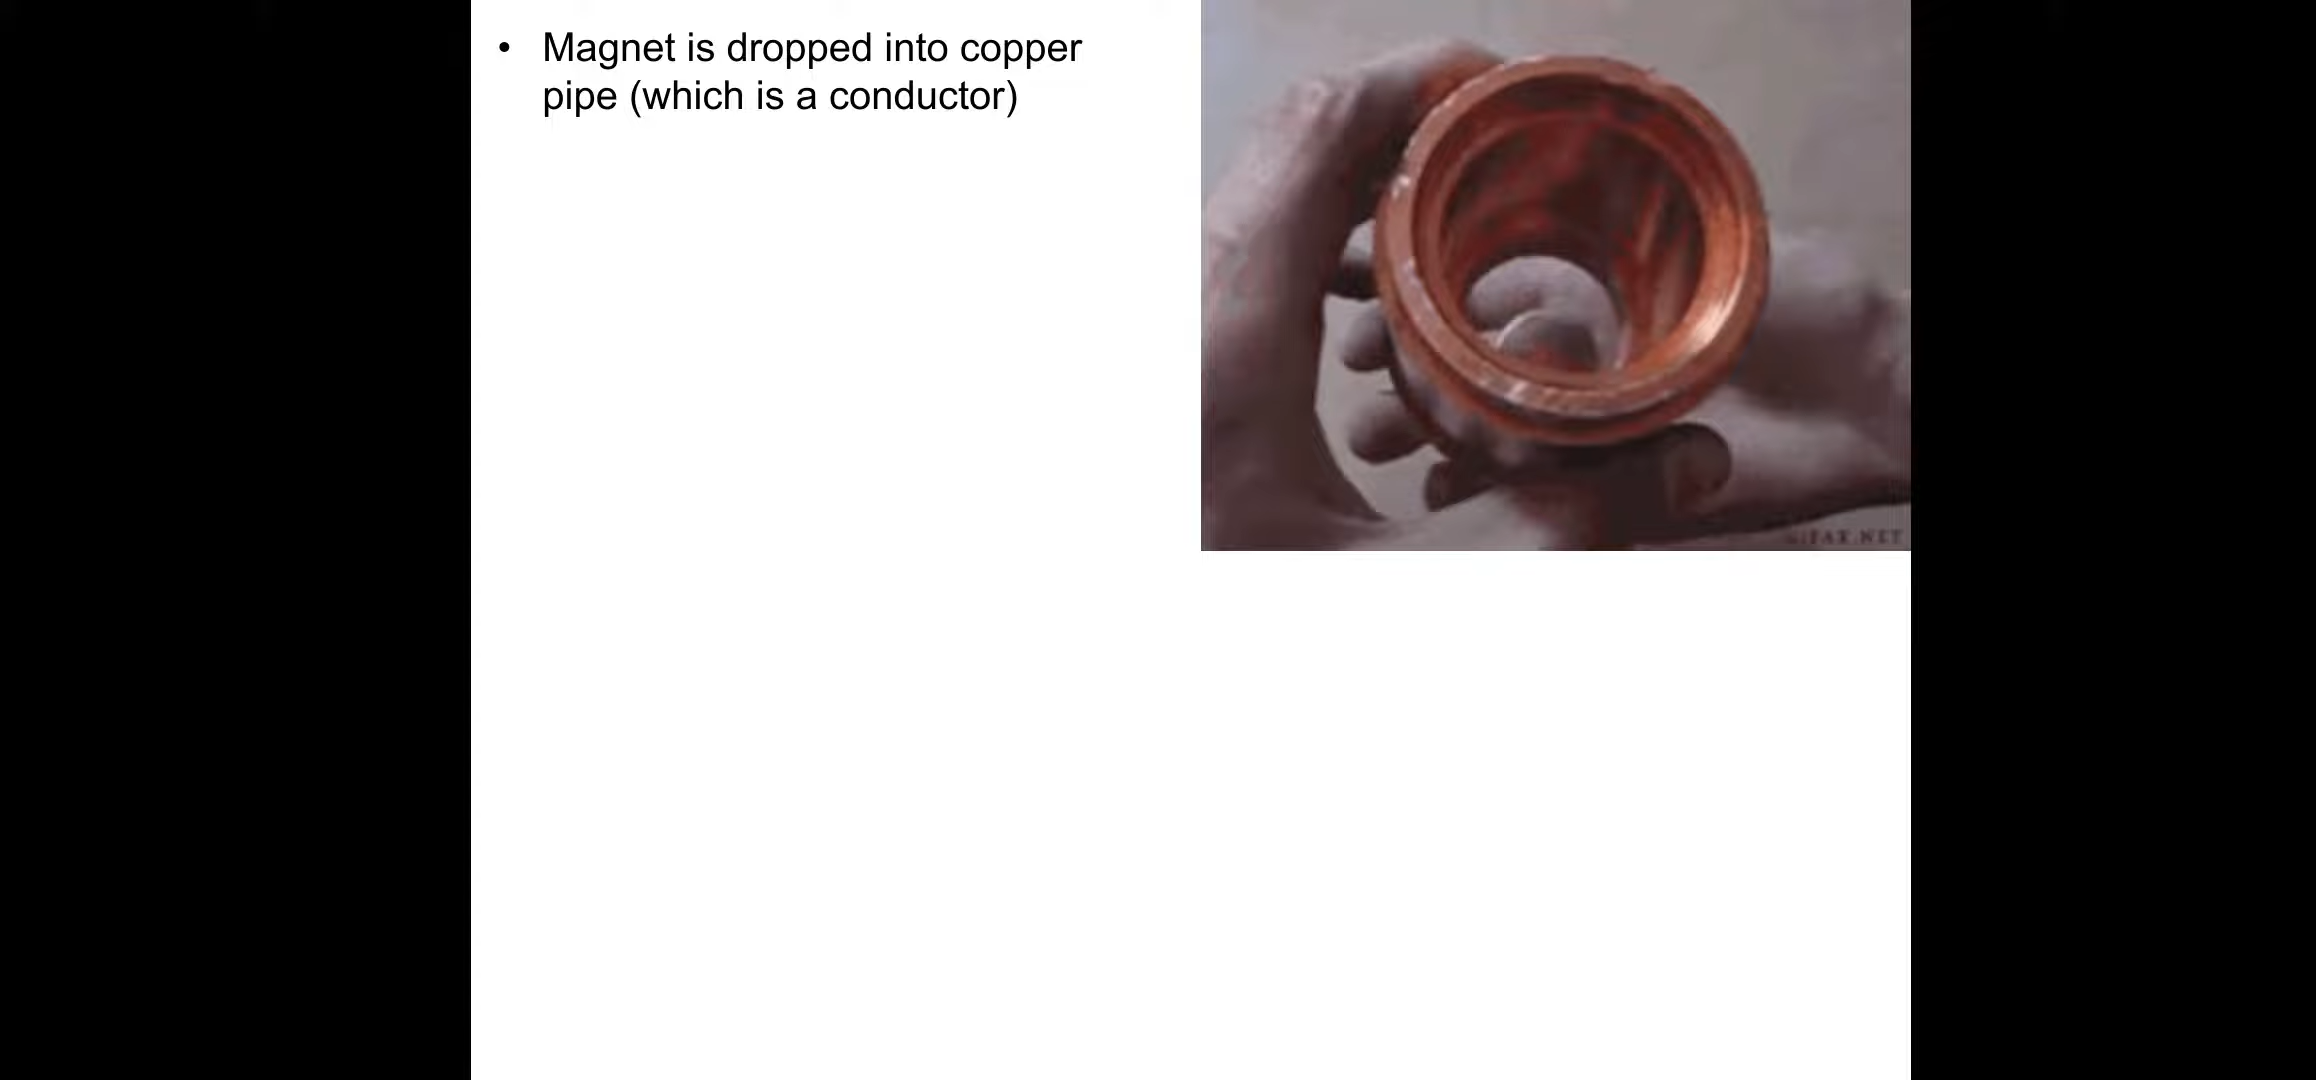 • Magnet is dropped into copper
pipe (which is a conductor)